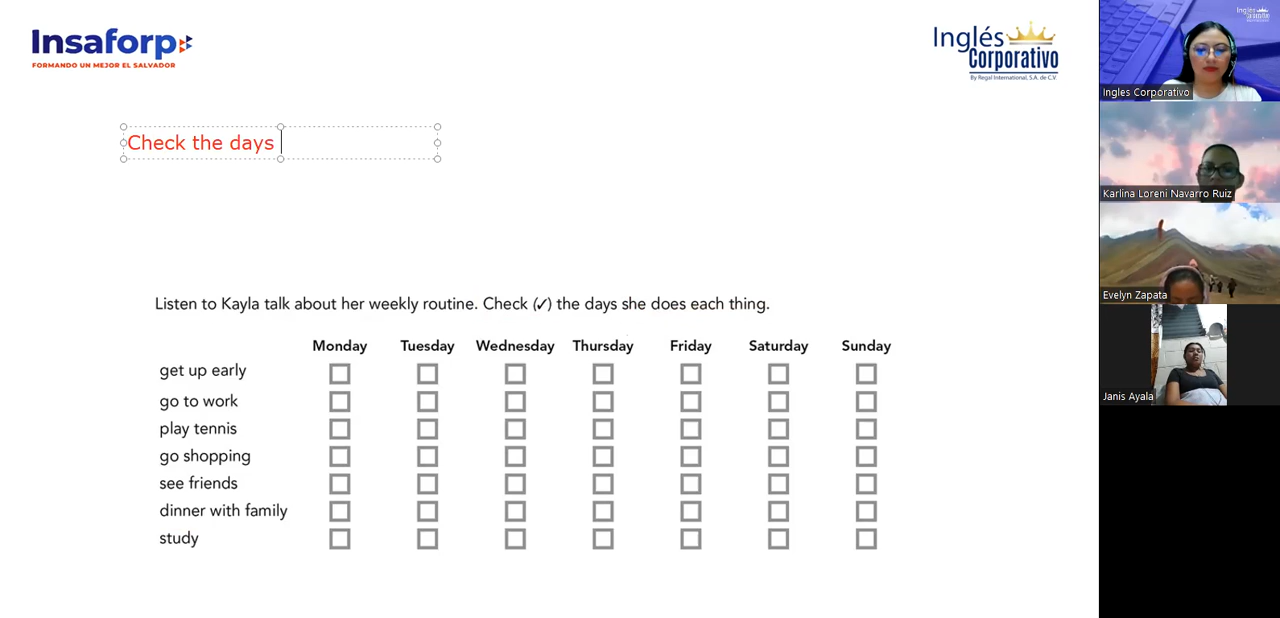 Insaforp
FORMANDO UN MEJOR EL SALVADOR
Inglés
Corporativo
By Regal International, S.A. de C.V.
Check the days
Listen to Kayla talk about her weekly routine. Check (✓) the days she does each thing.
Monday Tuesday Wednesday Thursday Friday Saturday Sunday
get up early
go to work
play tennis
go shopping
see friends
dinner with family
study
Ingles Corporativo
Karlina Loreni Navarro Ruiz
Evelyn Zapata
Janis Ayala